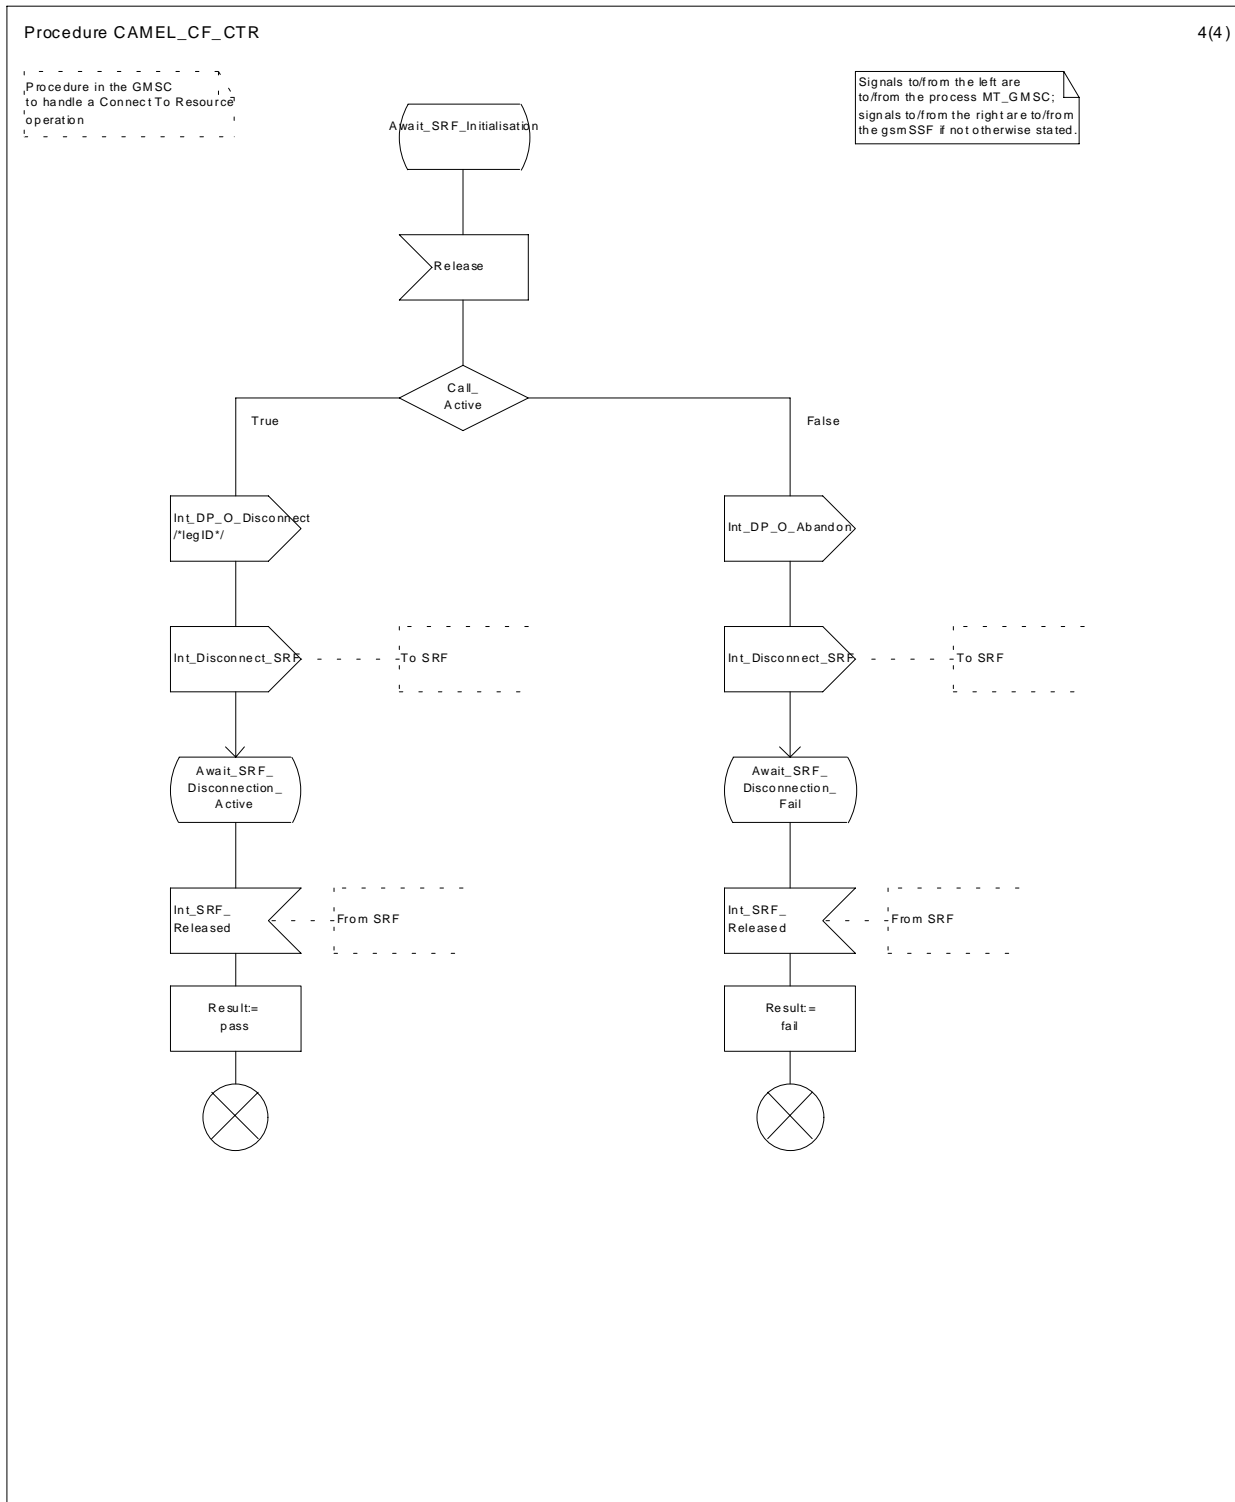 Procedure CAMEL_CF_CTR
4(4)
Procedure in the GMSC
to handle a Connect To Resource
operation
Signals to/from the left are
to/from the process MT_GMSC;
signals to/from the right are to/from
the gsmSSF if not otherwise stated.
Await_SRF_Initialisation
Release
Call_
Active
True
False
Int_DP_O_Disconnect
/*legID*/
Int_DP_O_Abandon
Int_Disconnect_SRF
To SRF
Int_Disconnect_SRF
To SRF
Await_SRF_
Disconnection_
Active
Await_SRF_
Disconnection_
Fail
Int_SRF_
Released
From SRF
Int_SRF_
Released
From SRF
Result:=
pass
Result:=
fail